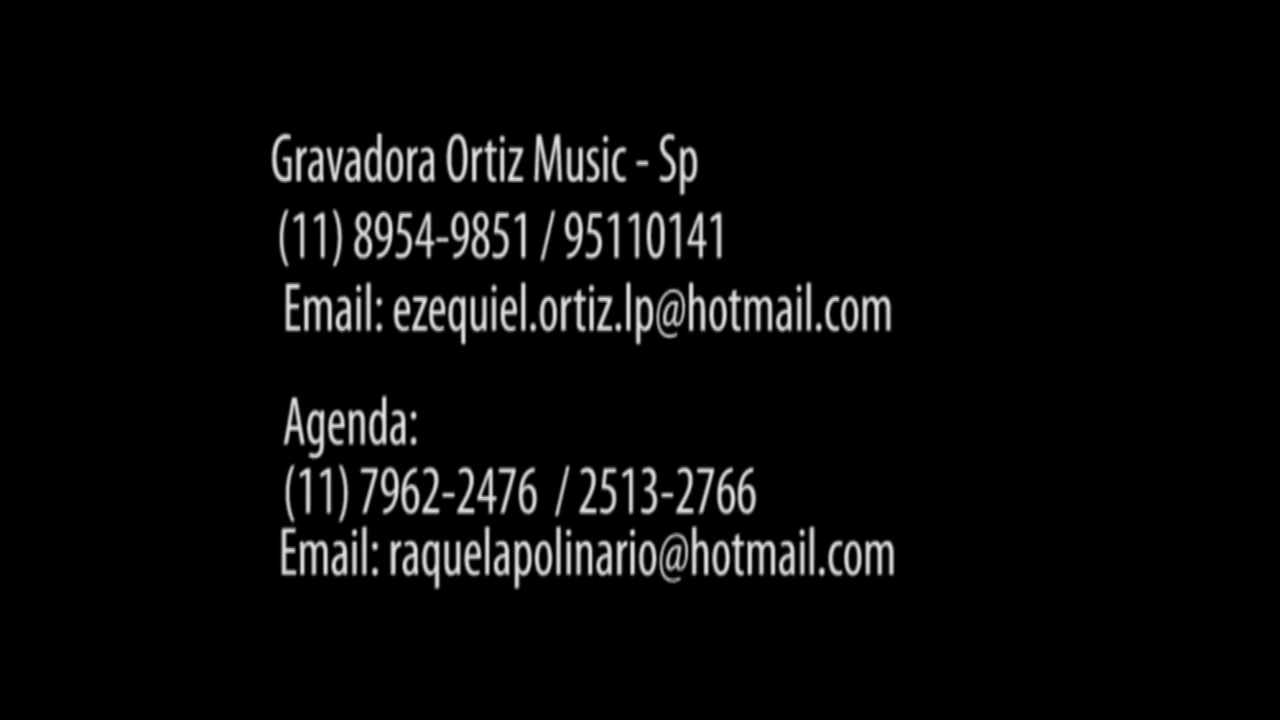 Gravadora Ortiz Music - Sp
(11) 8954-9851 / 95110141
Email: ezequiel.ortiz.lp@hotmail.com
Agenda:
(11) 7962-2476 / 2513-2766
Email: raquelapolinario@hotmail.com